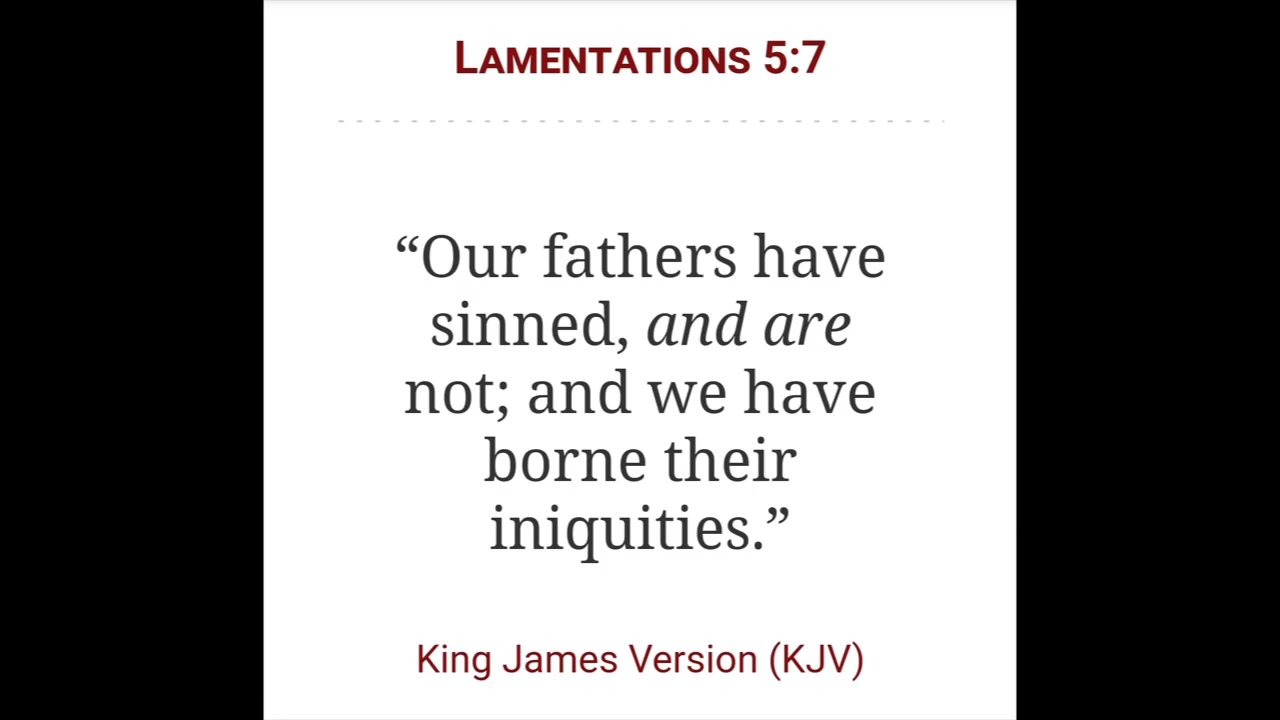 LAMENTATIONS 5:7
“Our fathers have
sinned, and are
not; and we have
borne their
iniquities.”
King James Version (KJV)